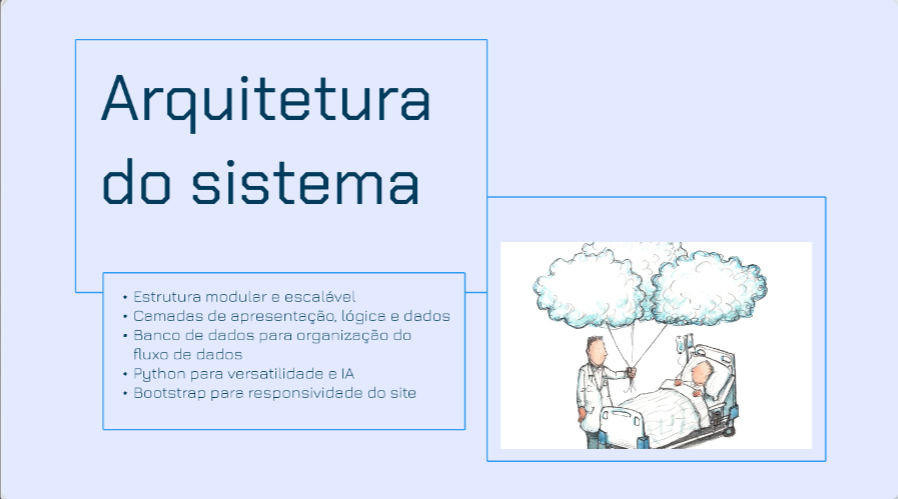 Arquitetura
do sistema
• Estrutura modular e escalável
• Camadas de apresentação, lógica e dados
• Banco de dados para organização do
fluxo de dados
• Python para versatilidade e IA
• Bootstrap para responsividade do site